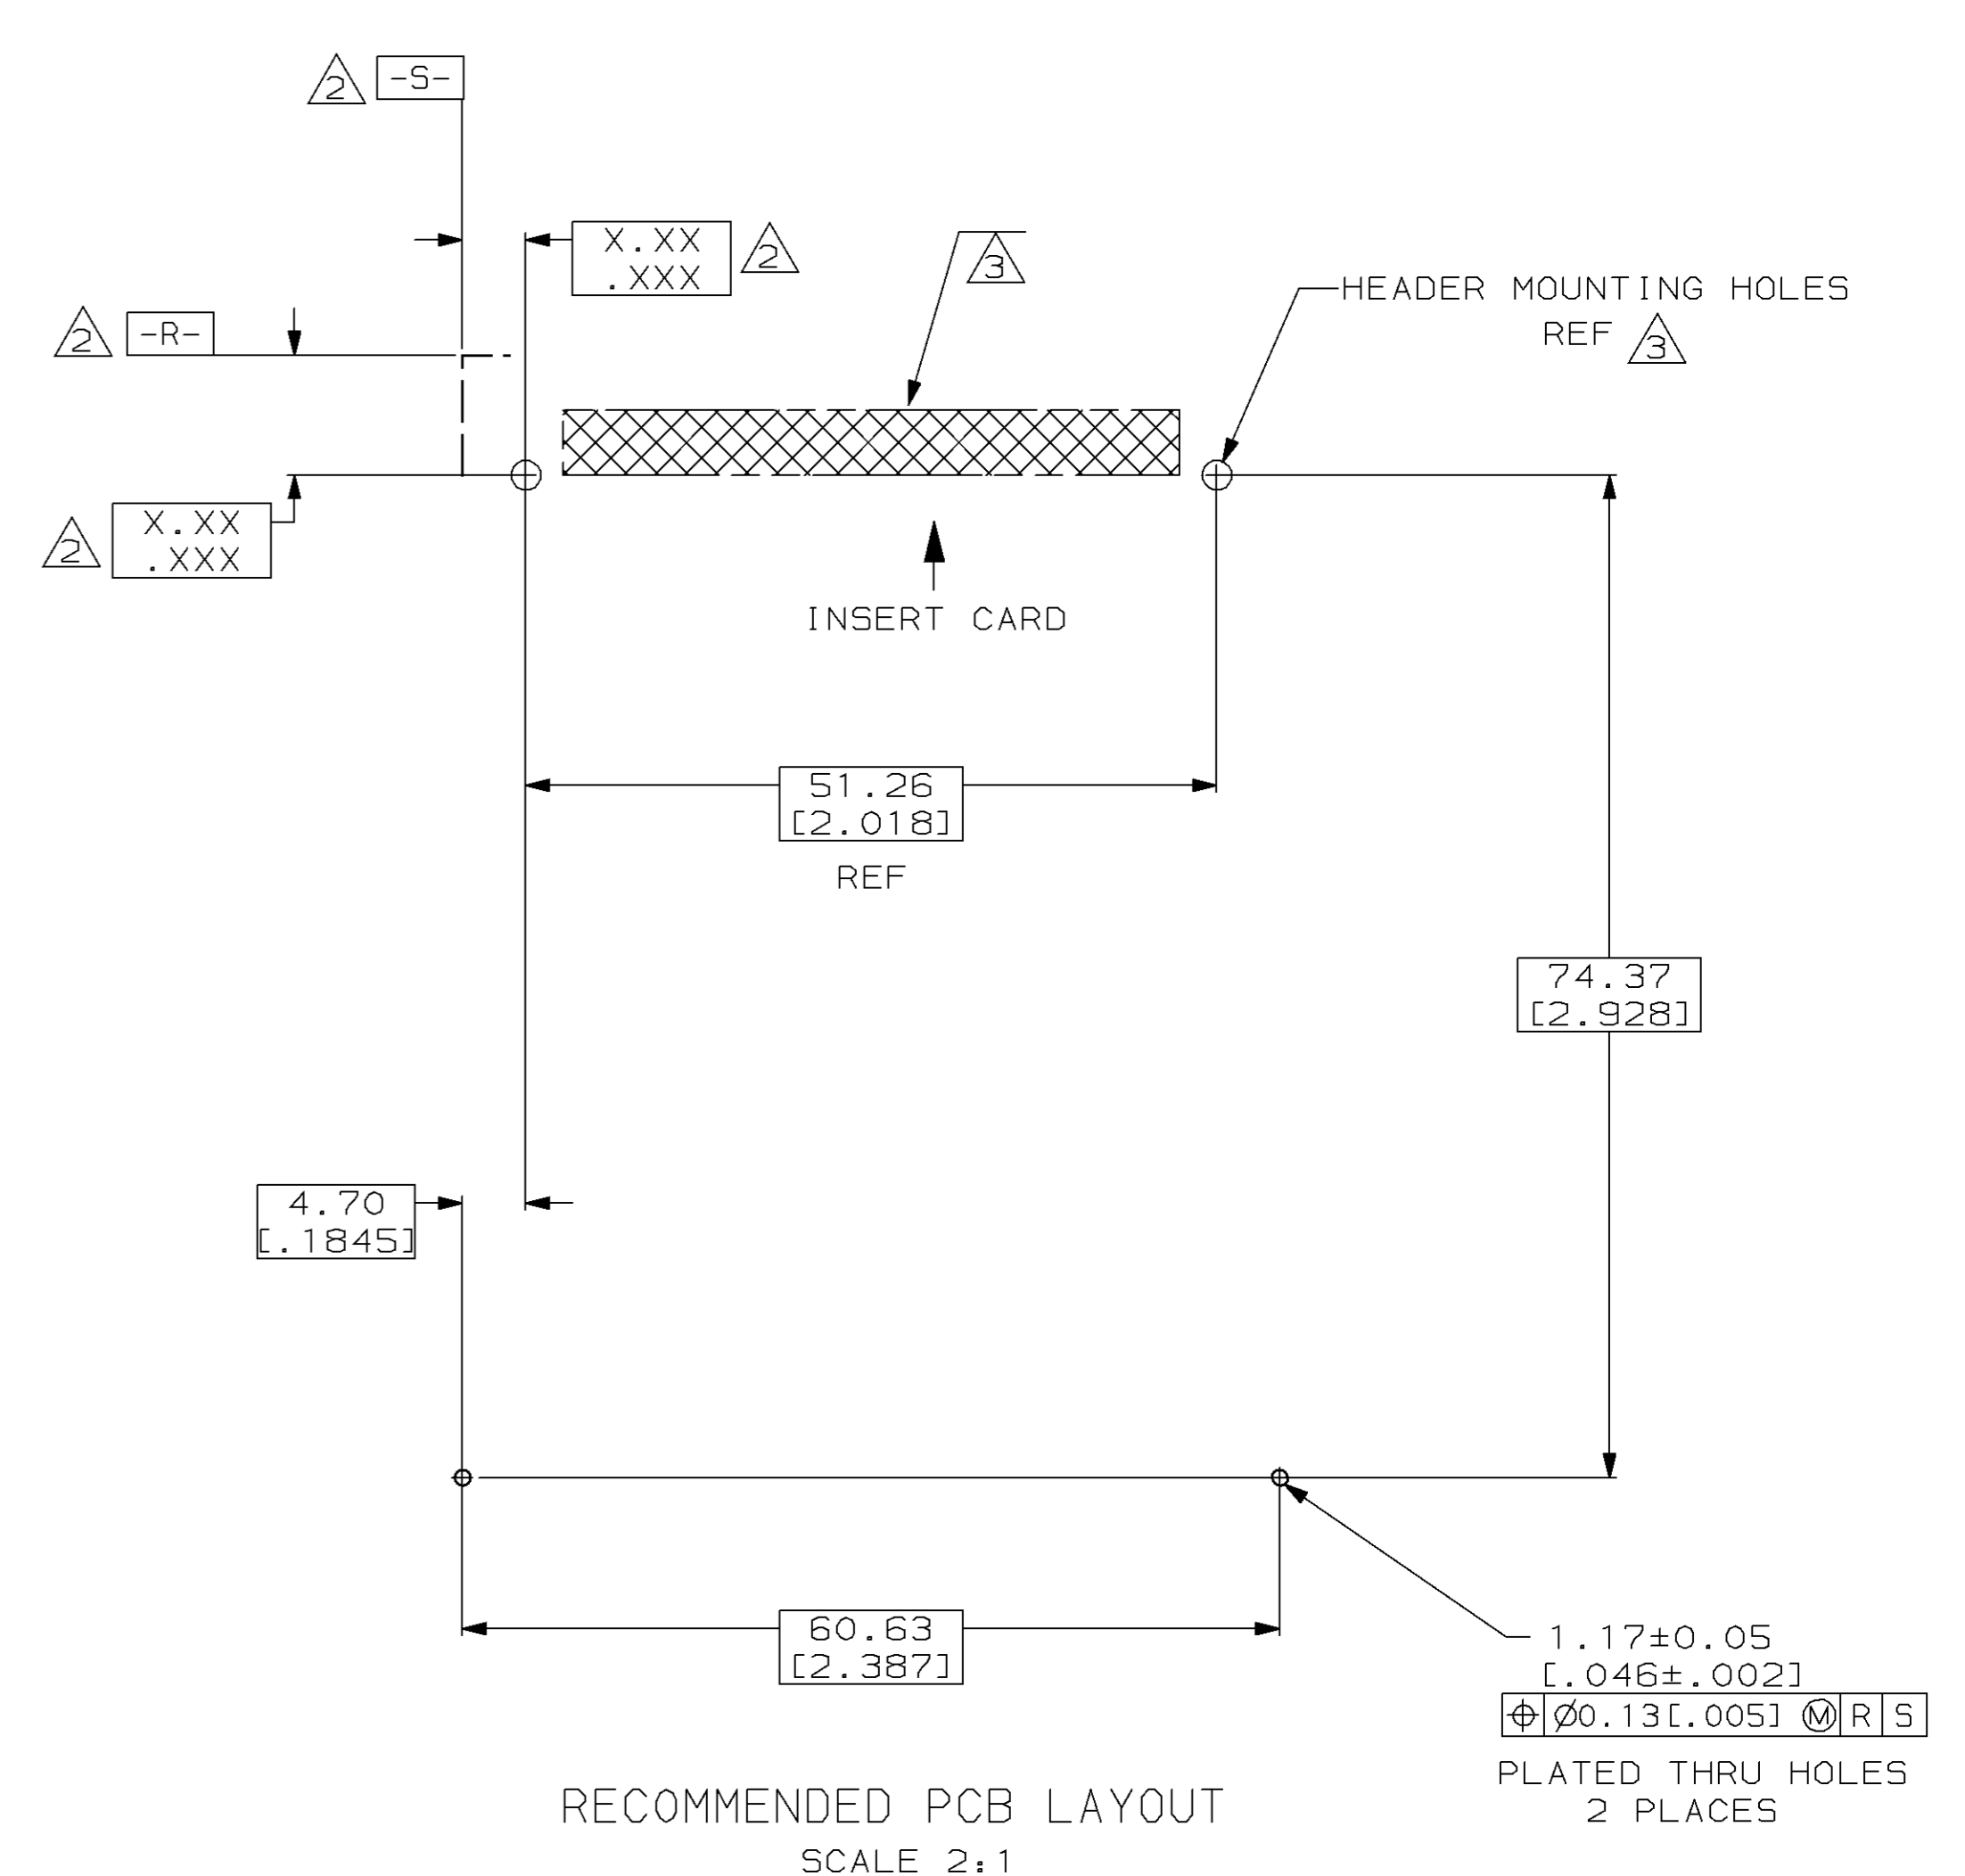 2 -S-
X.XX 2
.XXX
3
HEADER MOUNTING HOLES
REF 3
2 -R-
2 X.XX
.XXX
INSERT CARD
51.26
[2.018]
REF
74.37
[2.928]
4.70
[.1845]
60.63
[2.387]
1.17±0.05
[.046±.002]
⌖ Ø0.13[.005] Ⓜ R S
PLATED THRU HOLES
2 PLACES
RECOMMENDED PCB LAYOUT
SCALE 2:1